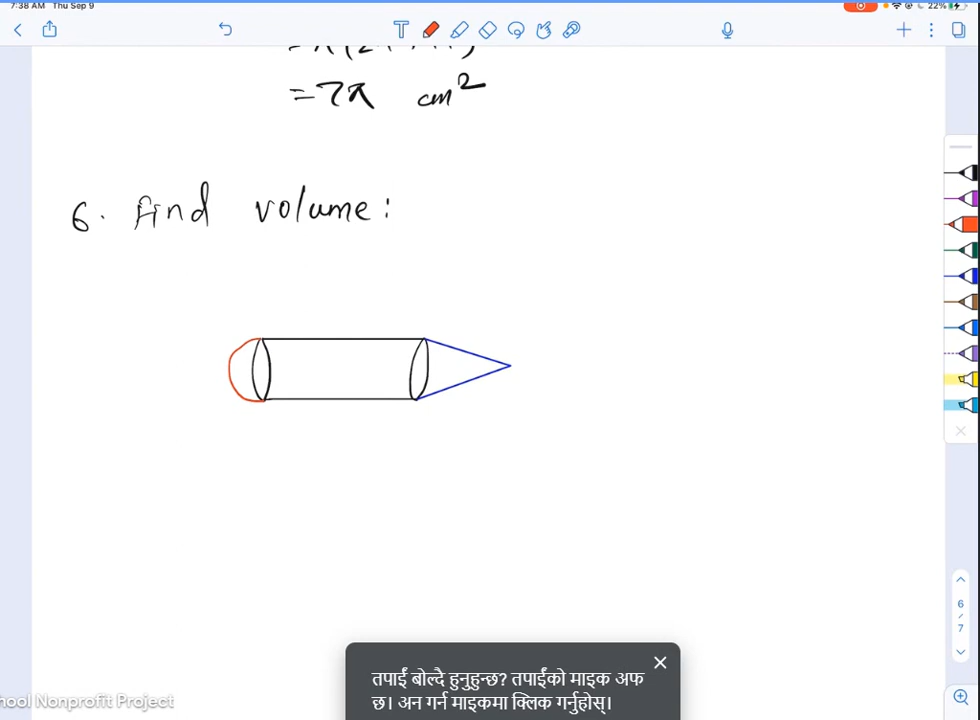 7:38 AM Thu Sep 9
22%
= 7π cm²
6. Find volume:
6
/
7
तपाईं बोल्दै हुनुहुन्छ? तपाईंको माइक अफ
छ। अन गर्न माइकमा क्लिक गर्नुहोस्।
hool Nonprofit Project